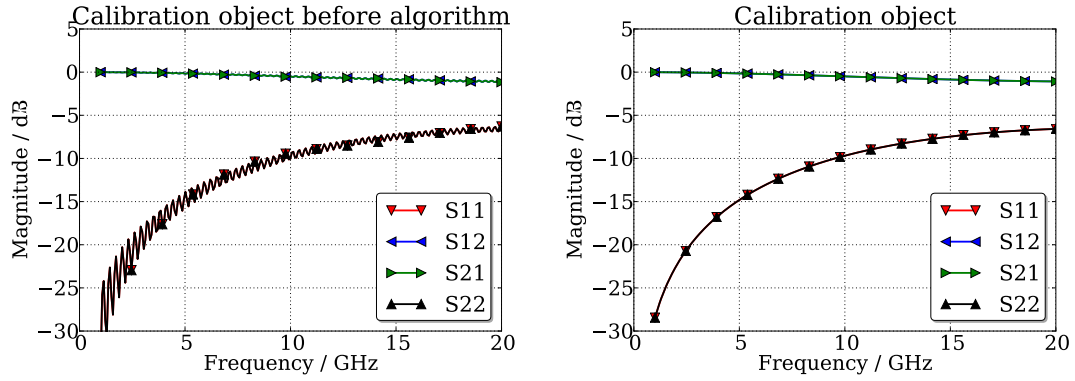 Calibration object before algorithm
5
0
−5
−10
−15
−20
−25
−30
0
5
10
15
20
Magnitude / dB
Frequency / GHz
S11
S12
S21
S22
Calibration object
5
0
−5
−10
−15
−20
−25
−30
0
5
10
15
20
Magnitude / dB
Frequency / GHz
S11
S12
S21
S22